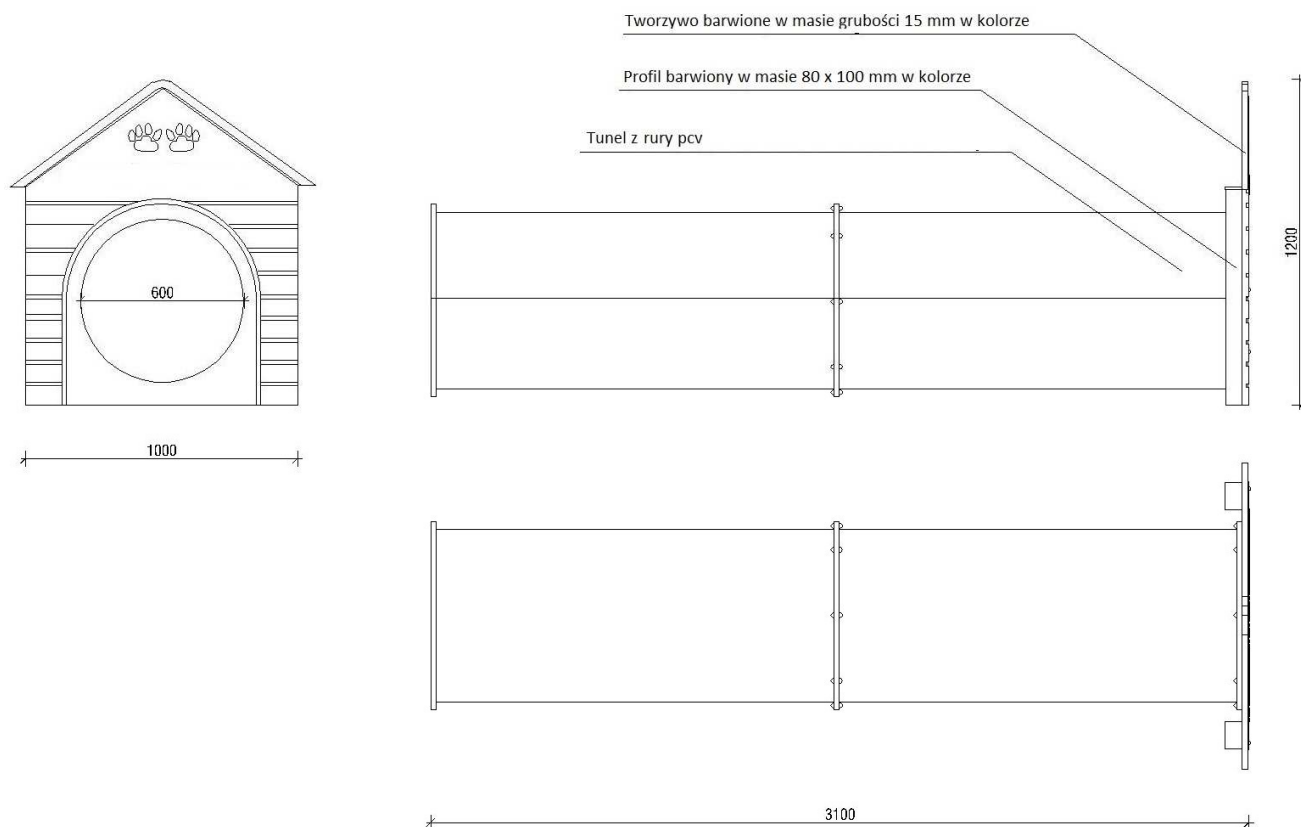 Tworzywo barwione w masie grubości 15 mm w kolorze
Profil barwiony w masie 80 x 100 mm w kolorze
Tunel z rury pcv
600
1200
1000
3100